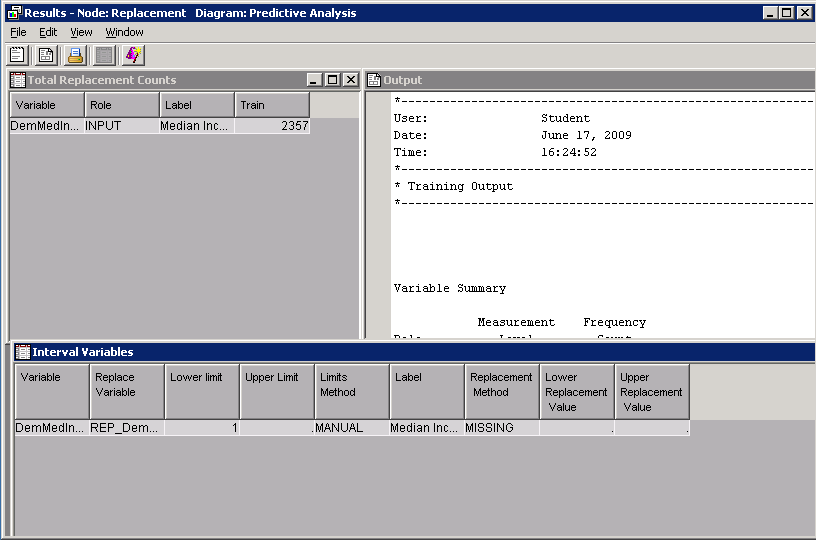 Results - Node: Replacement Diagram: Predictive Analysis
File Edit View Window
Total Replacement Counts
Variable Role Label Train
DemMedIn... INPUT Median Inc... 2357
Output
*------------------------------------------------------------
User: Student
Date: June 17, 2009
Time: 16:24:52
*------------------------------------------------------------
* Training Output
*------------------------------------------------------------
Variable Summary
Measurement Frequency
Role Level Count
Interval Variables
Variable Replace Variable Lower limit Upper Limit Limits Method Label Replacement Method Lower Replacement Value Upper Replacement Value
DemMedIn... REP_Dem... 1 . MANUAL Median Inc... MISSING . .